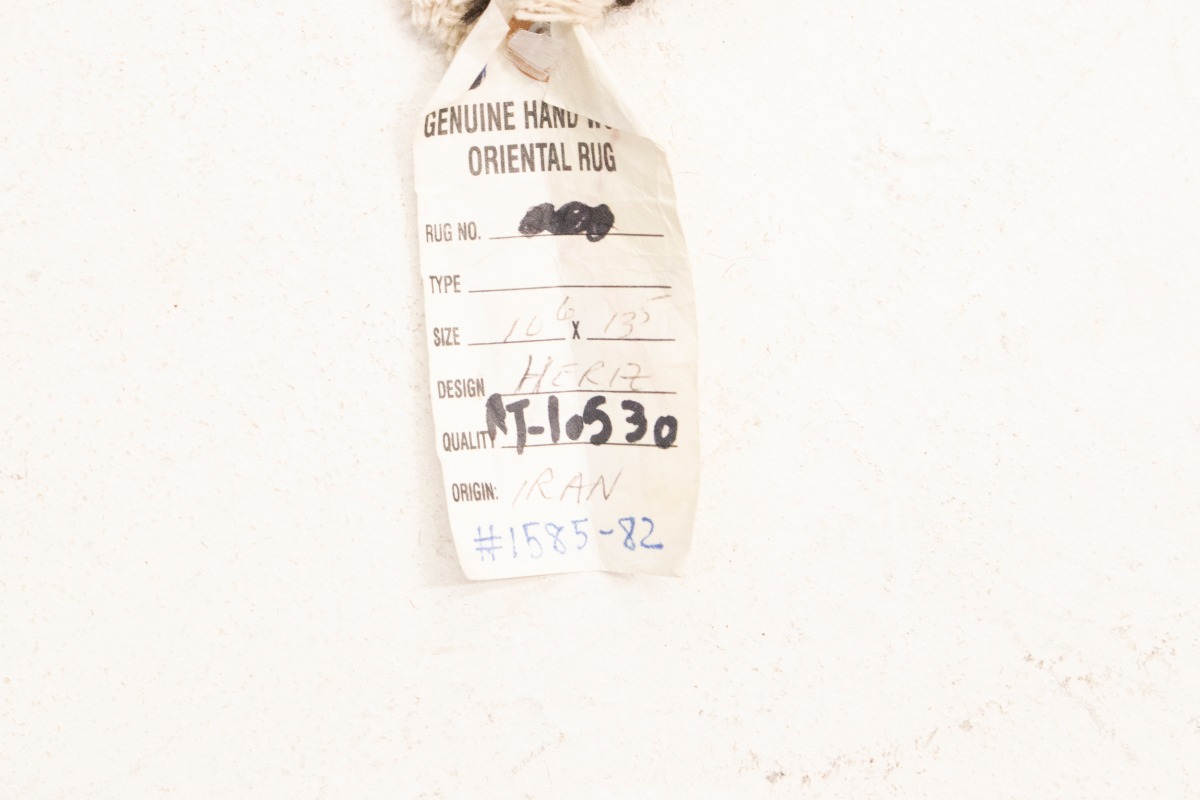 GENUINE HAND
ORIENTAL RUG
RUG NO.
TYPE
SIZE 10 6 X 13 5
DESIGN HERIZ
QUALITY NT-10530
ORIGIN: IRAN
#1585-82